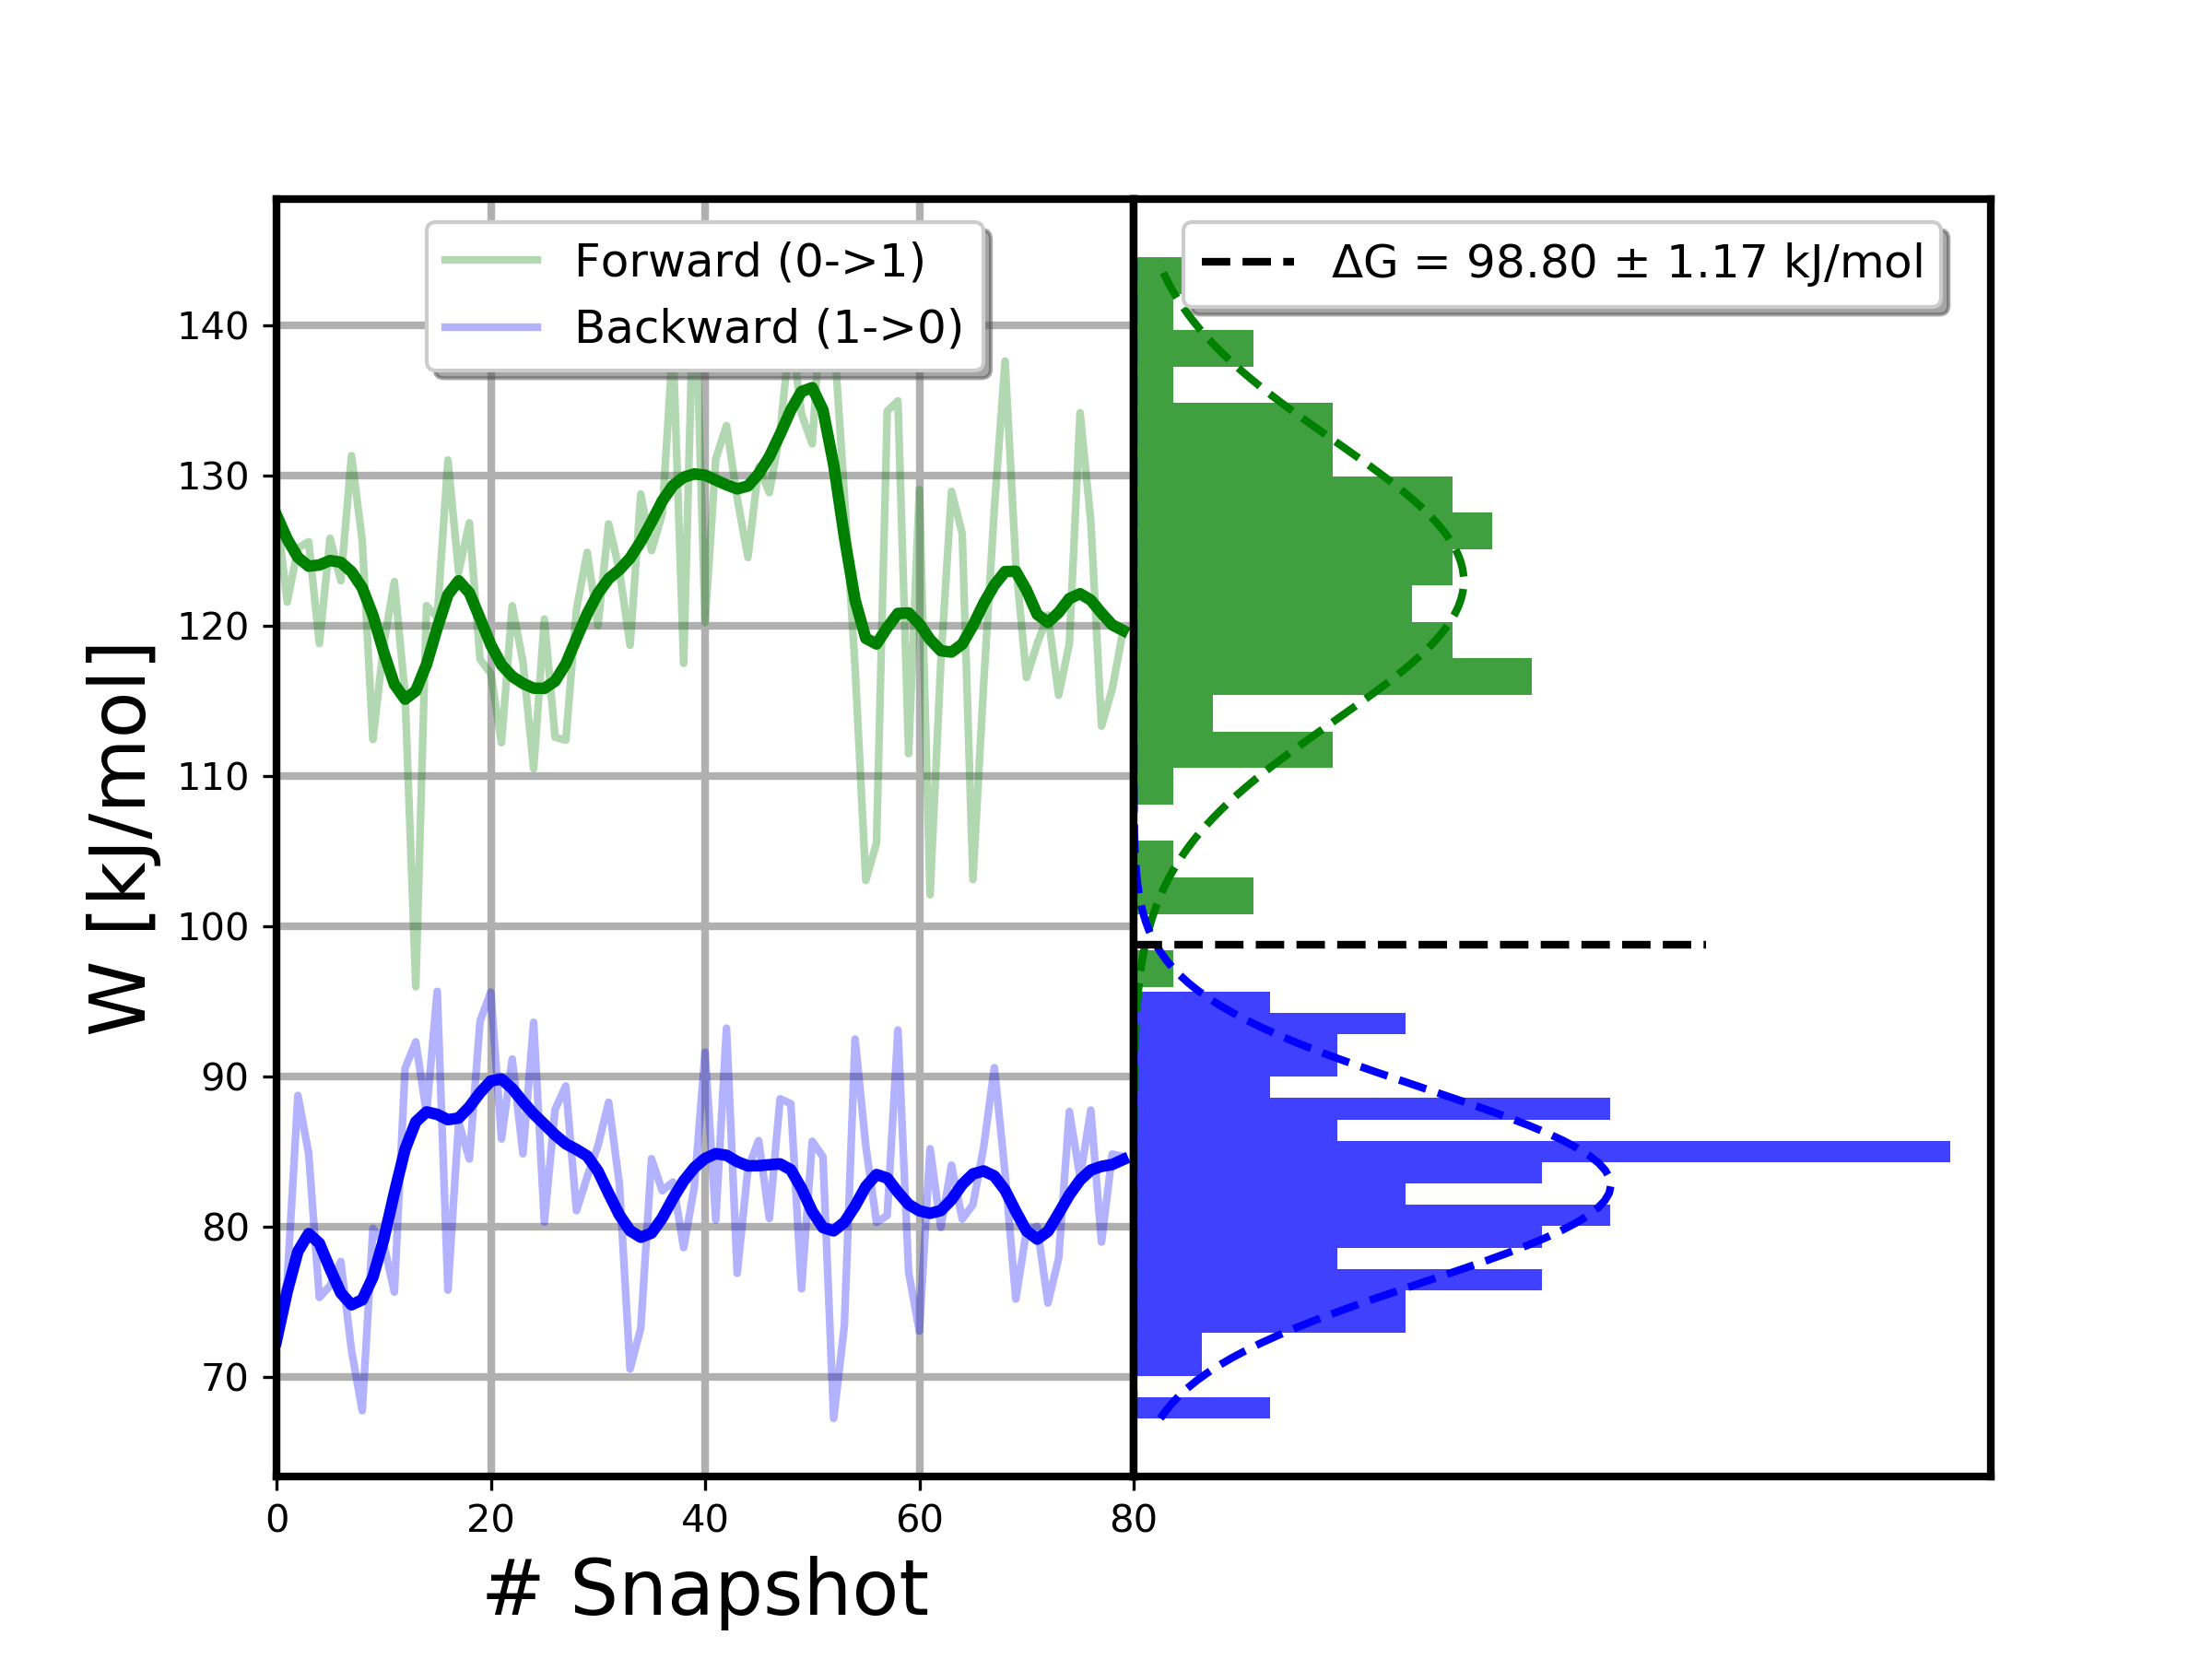 Forward (0->1)
Backward (1->0)
ΔG = 98.80 ± 1.17 kJ/mol
W [kJ/mol]
140
130
120
110
100
90
80
70
0 20 40 60 80
# Snapshot